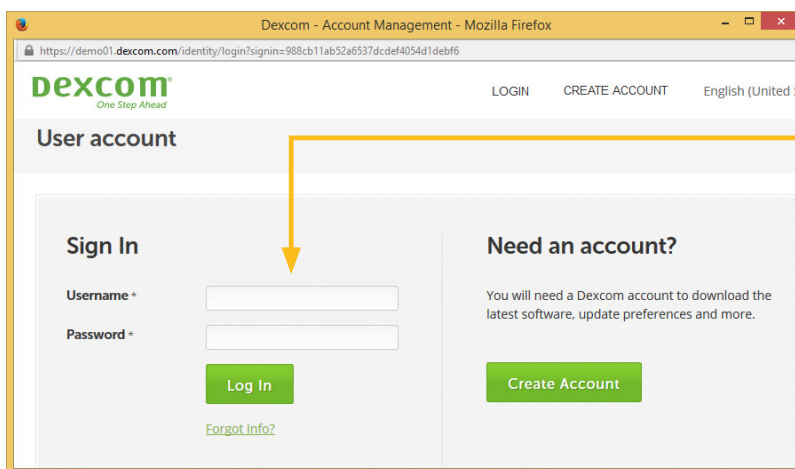 Dexcom - Account Management - Mozilla Firefox
https://demo01.dexcom.com/identity/login?signin=988cb11ab52a6537dcdef4054d1debf6
Dexcom
One Step Ahead
LOGIN CREATE ACCOUNT English (United
User account
Sign In
Username *
Password *
Log In
Forgot Info?
Need an account?
You will need a Dexcom account to download the
latest software, update preferences and more.
Create Account